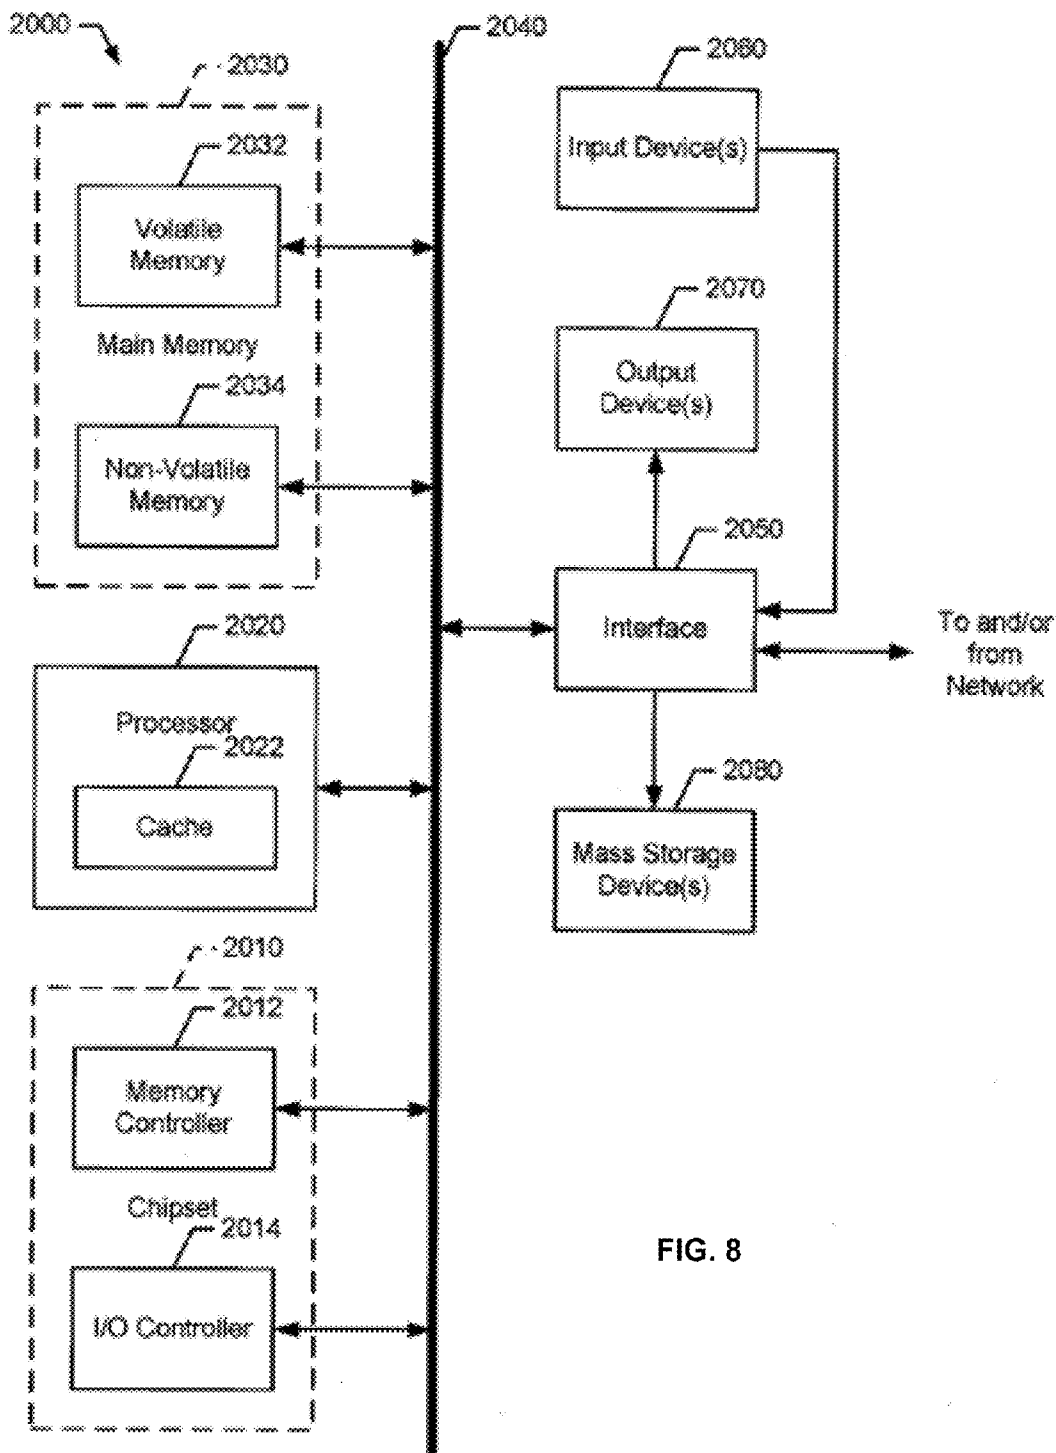 2000
2040
2030
2032
Volatile
Memory
Main Memory
2034
Non-Volatile
Memory
2020
Processor
2022
Cache
2010
2012
Memory
Controller
Chipset
2014
I/O Controller
2060
Input Device(s)
2070
Output
Device(s)
2050
Interface
To and/or
from
Network
2080
Mass Storage
Device(s)
FIG. 8